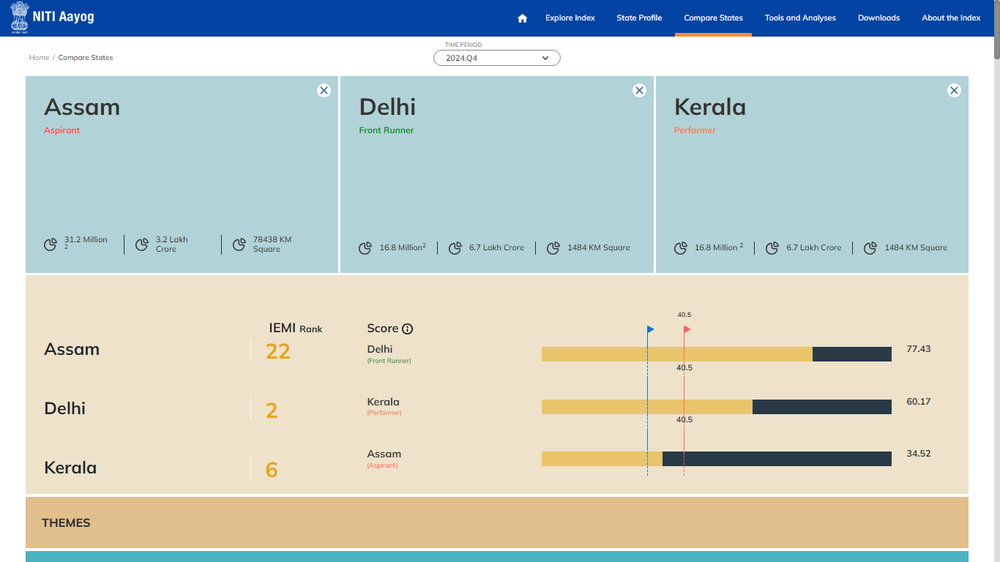 NITI Aayog
Explore Index
State Profile
Compare States
Tools and Analyses
Downloads
About the Index
Home / Compare States
TIME PERIOD
2024.Q4
Assam
Aspirant
31.2 Million 2
3.2 Lakh Crore
78438 KM Square
Delhi
Front Runner
16.8 Million2
6.7 Lakh Crore
1484 KM Square
Kerala
Performer
16.8 Million 2
6.7 Lakh Crore
1484 KM Square
IEMI Rank
Assam
22
Delhi
2
Kerala
6
Score
40.5
Delhi
(Front Runner)
77.43
40.5
Kerala
(Performer)
60.17
40.5
Assam
(Aspirant)
34.52
THEMES